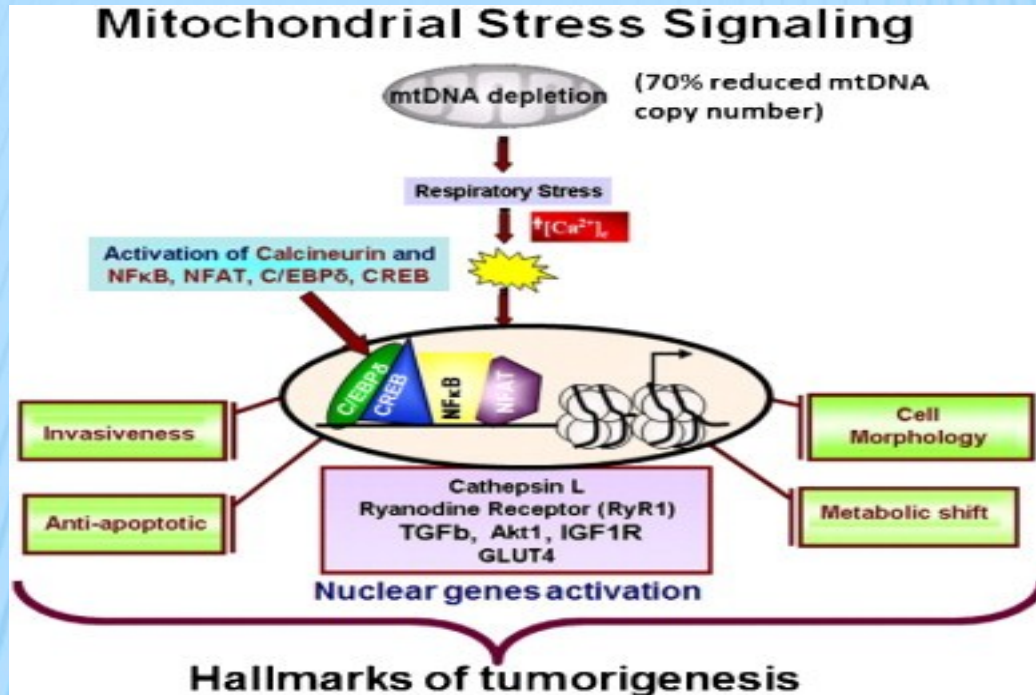 Mitochondrial Stress Signaling
mtDNA depletion
(70% reduced mtDNA
copy number)
Respiratory Stress
↑[Ca²⁺]c
Activation of Calcineurin and
NFκB, NFAT, C/EBPδ, CREB
C/EBPδ
CREB
NFκB
NFAT
Invasiveness
Anti-apoptotic
Cell
Morphology
Metabolic shift
Cathepsin L
Ryanodine Receptor (RyR1)
TGFb, Akt1, IGF1R
GLUT4
Nuclear genes activation
Hallmarks of tumorigenesis